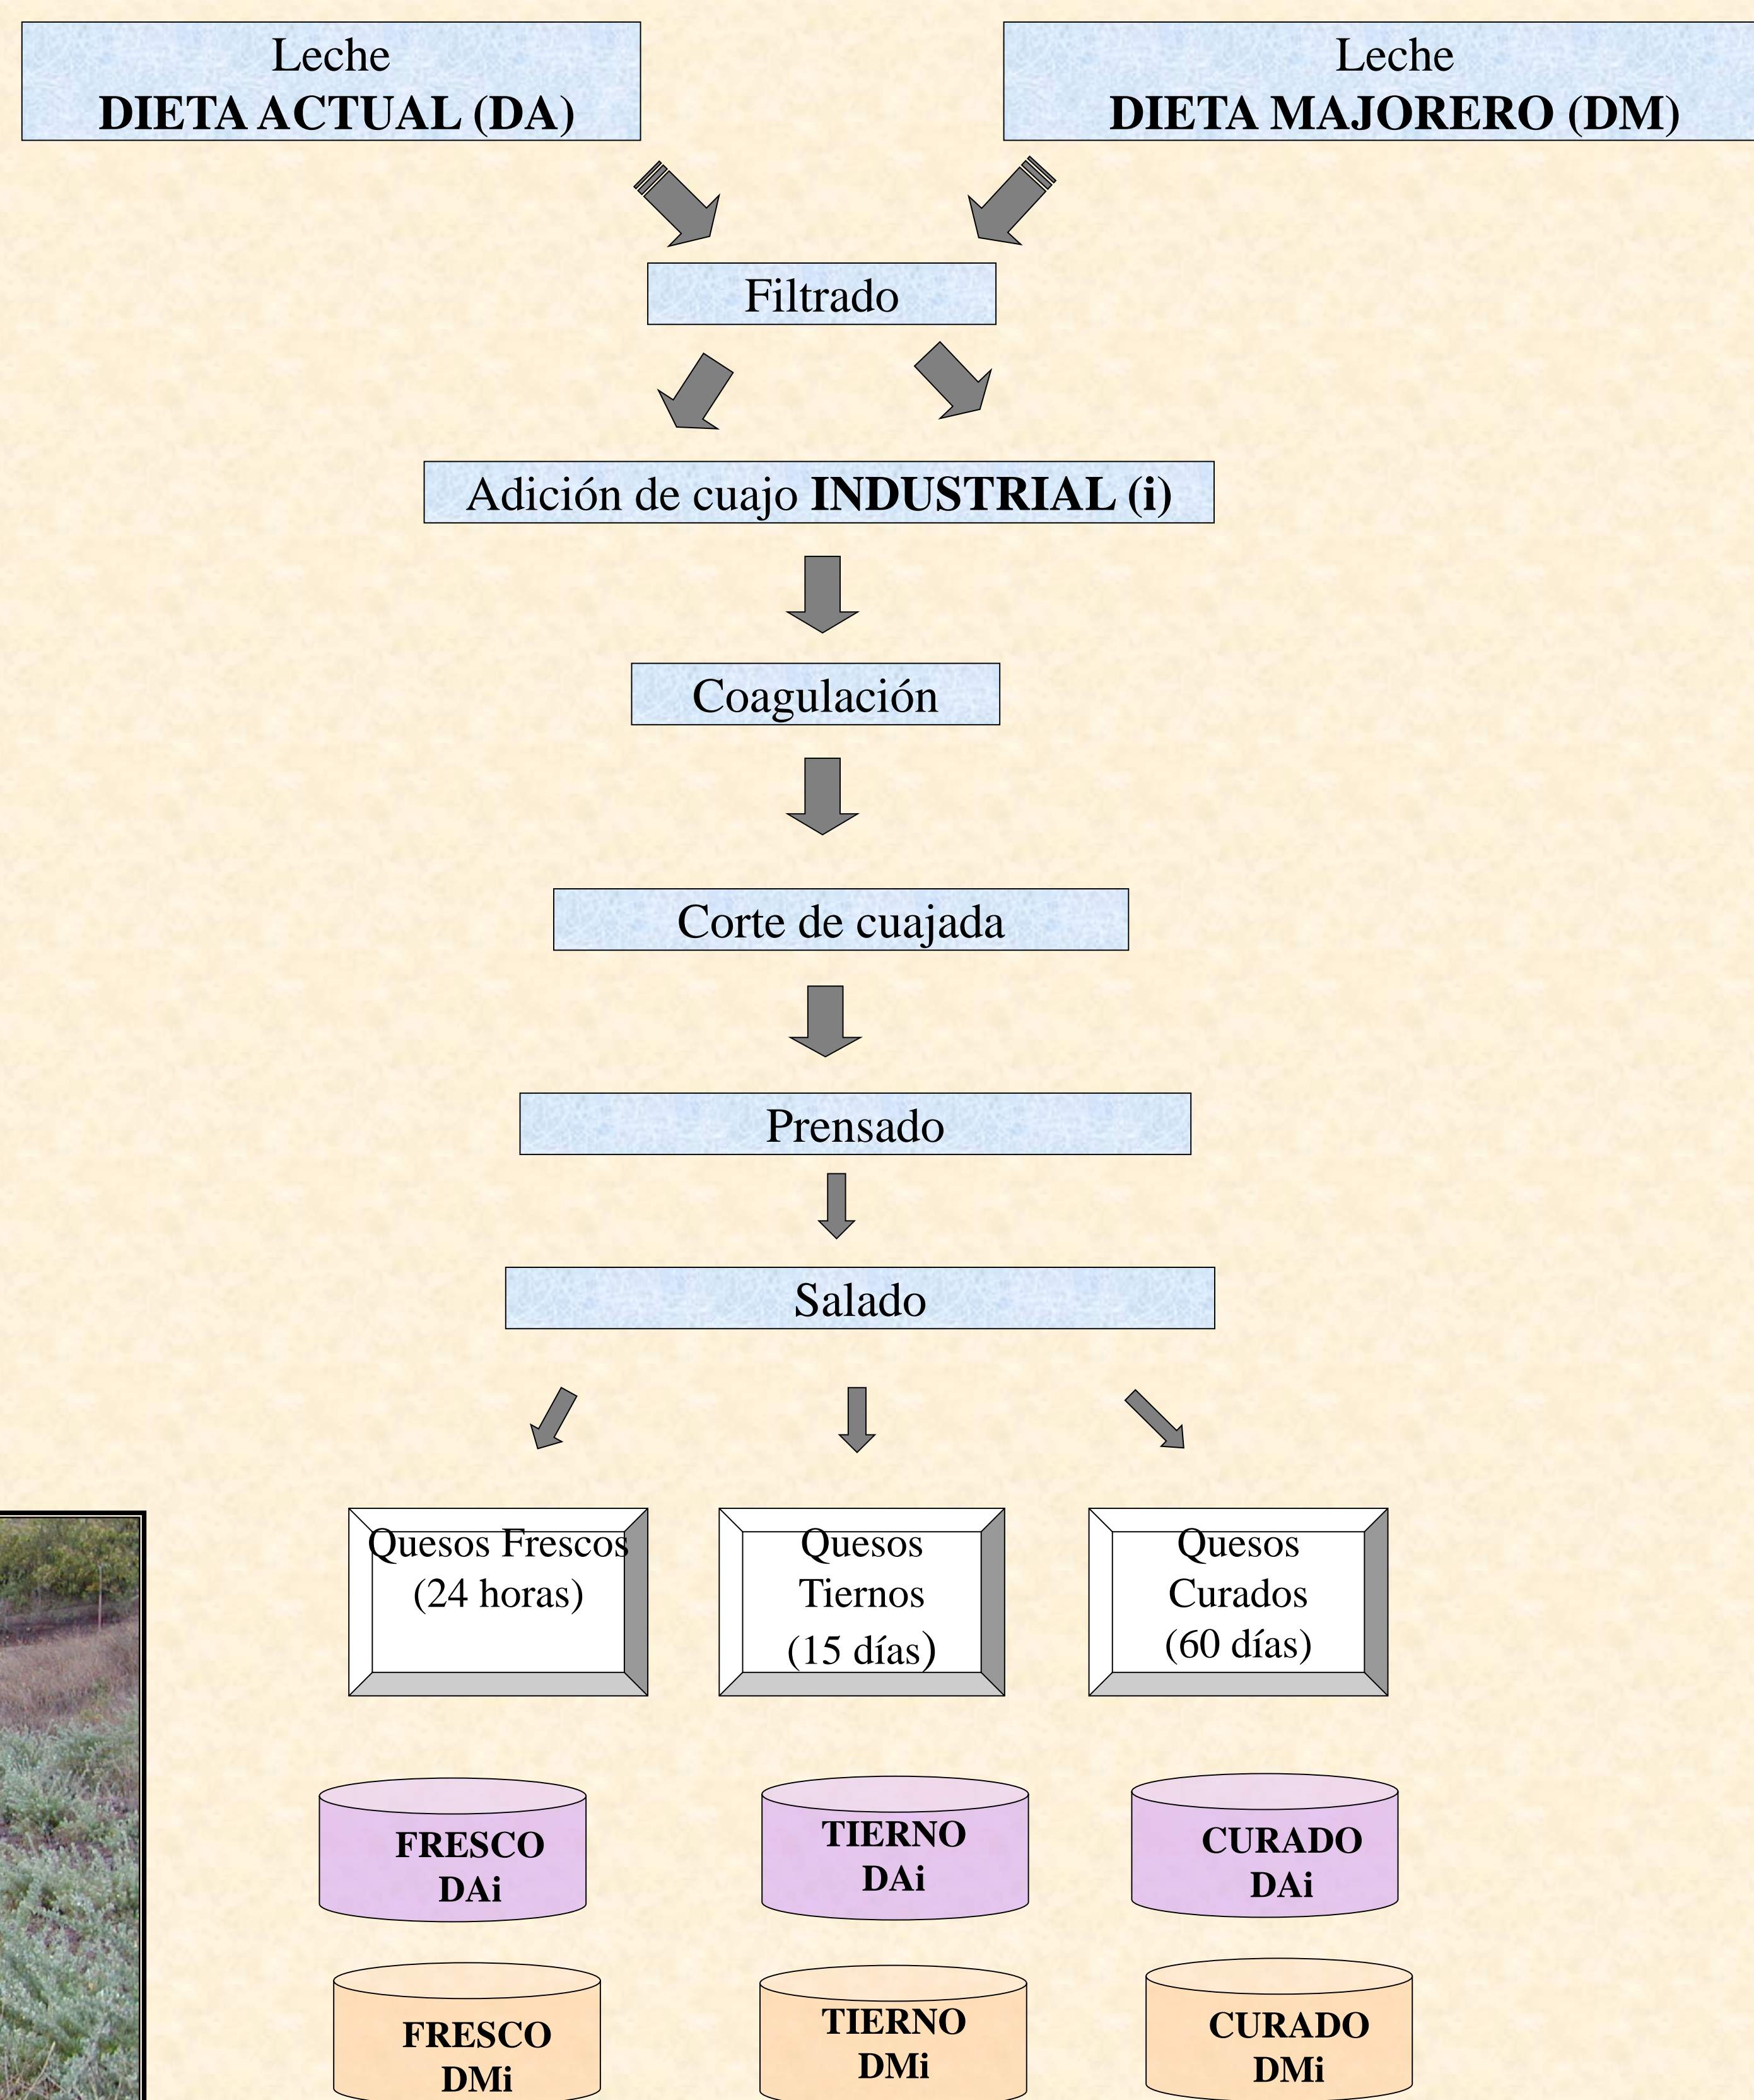 Leche
DIETA ACTUAL (DA)
Leche
DIETA MAJORERO (DM)
Filtrado
Adición de cuajo INDUSTRIAL (i)
Coagulación
Corte de cuajada
Prensado
Salado
Quesos Frescos
(24 horas)
Quesos
Tiernos
(15 días)
Quesos
Curados
(60 días)
FRESCO
DAi
TIERNO
DAi
CURADO
DAi
FRESCO
DMi
TIERNO
DMi
CURADO
DMi